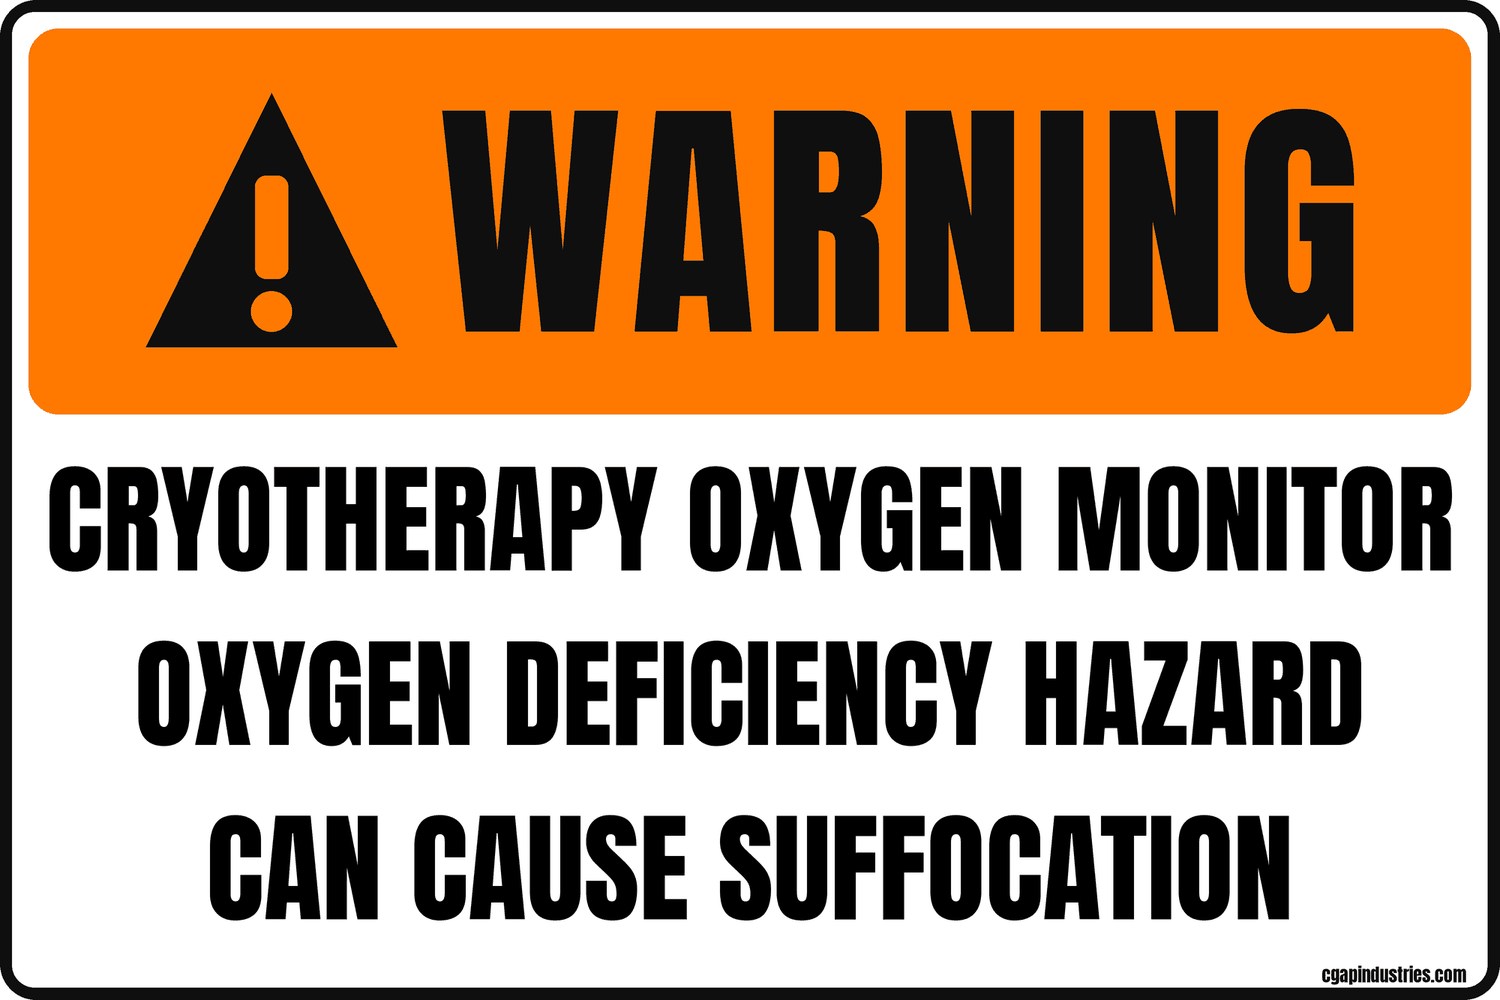 WARNING
CRYOTHERAPY OXYGEN MONITOR
OXYGEN DEFICIENCY HAZARD
CAN CAUSE SUFFOCATION
cgapindustries.com